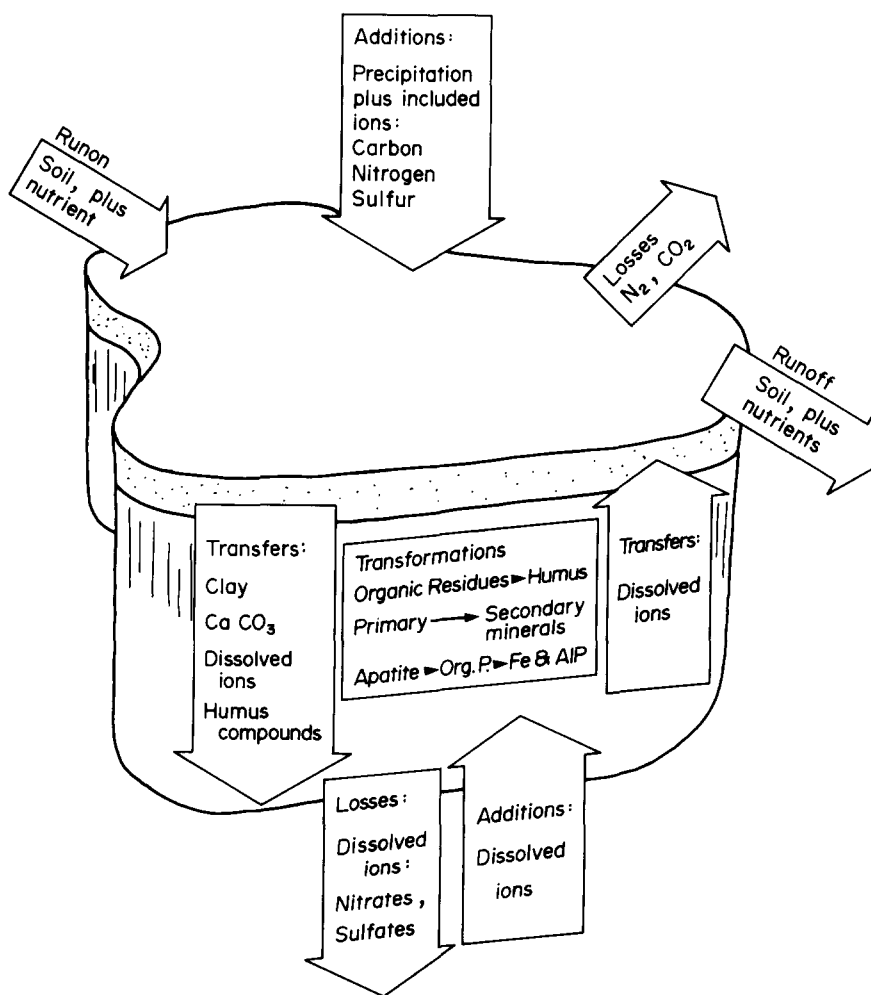 Additions:
Precipitation
plus included
ions:
Carbon
Nitrogen
Sulfur
Runon
Soil, plus
nutrient
Losses
N₂, CO₂
Runoff
Soil, plus
nutrients
Transfers:
Clay
Ca CO₃
Dissolved
ions
Humus
compounds
Transformations
Organic Residues ► Humus
Primary → Secondary
minerals
Apatite ► Org. P. ► Fe & AlP
Transfers:
Dissolved
ions
Losses:
Dissolved
ions:
Nitrates,
Sulfates
Additions:
Dissolved
ions